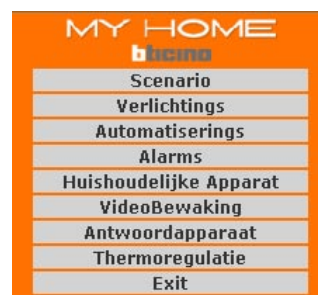 MY HOME
bticino
Scenario
Verlichtings
Automatiserings
Alarms
Huishoudelijke Apparat
VideoBewaking
Antwoordapparaat
Thermoregulatie
Exit